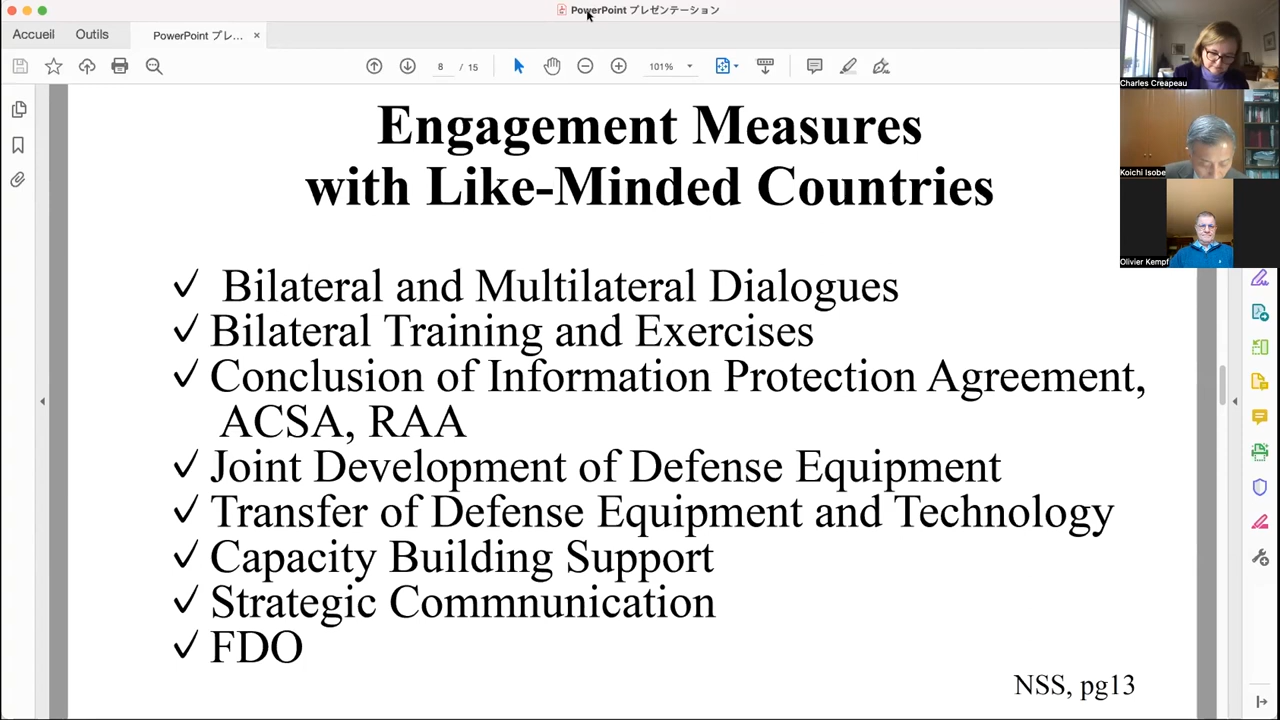 PowerPoint プレゼンテーション
Accueil
Outils
PowerPoint プレ...
8 / 15
101%
Engagement Measures
with Like-Minded Countries
✓ Bilateral and Multilateral Dialogues
✓ Bilateral Training and Exercises
✓ Conclusion of Information Protection Agreement,
ACSA, RAA
✓ Joint Development of Defense Equipment
✓ Transfer of Defense Equipment and Technology
✓ Capacity Building Support
✓ Strategic Commnunication
✓ FDO
NSS, pg13
Charles Creapeau
Koichi Isobe
Olivier Kempf